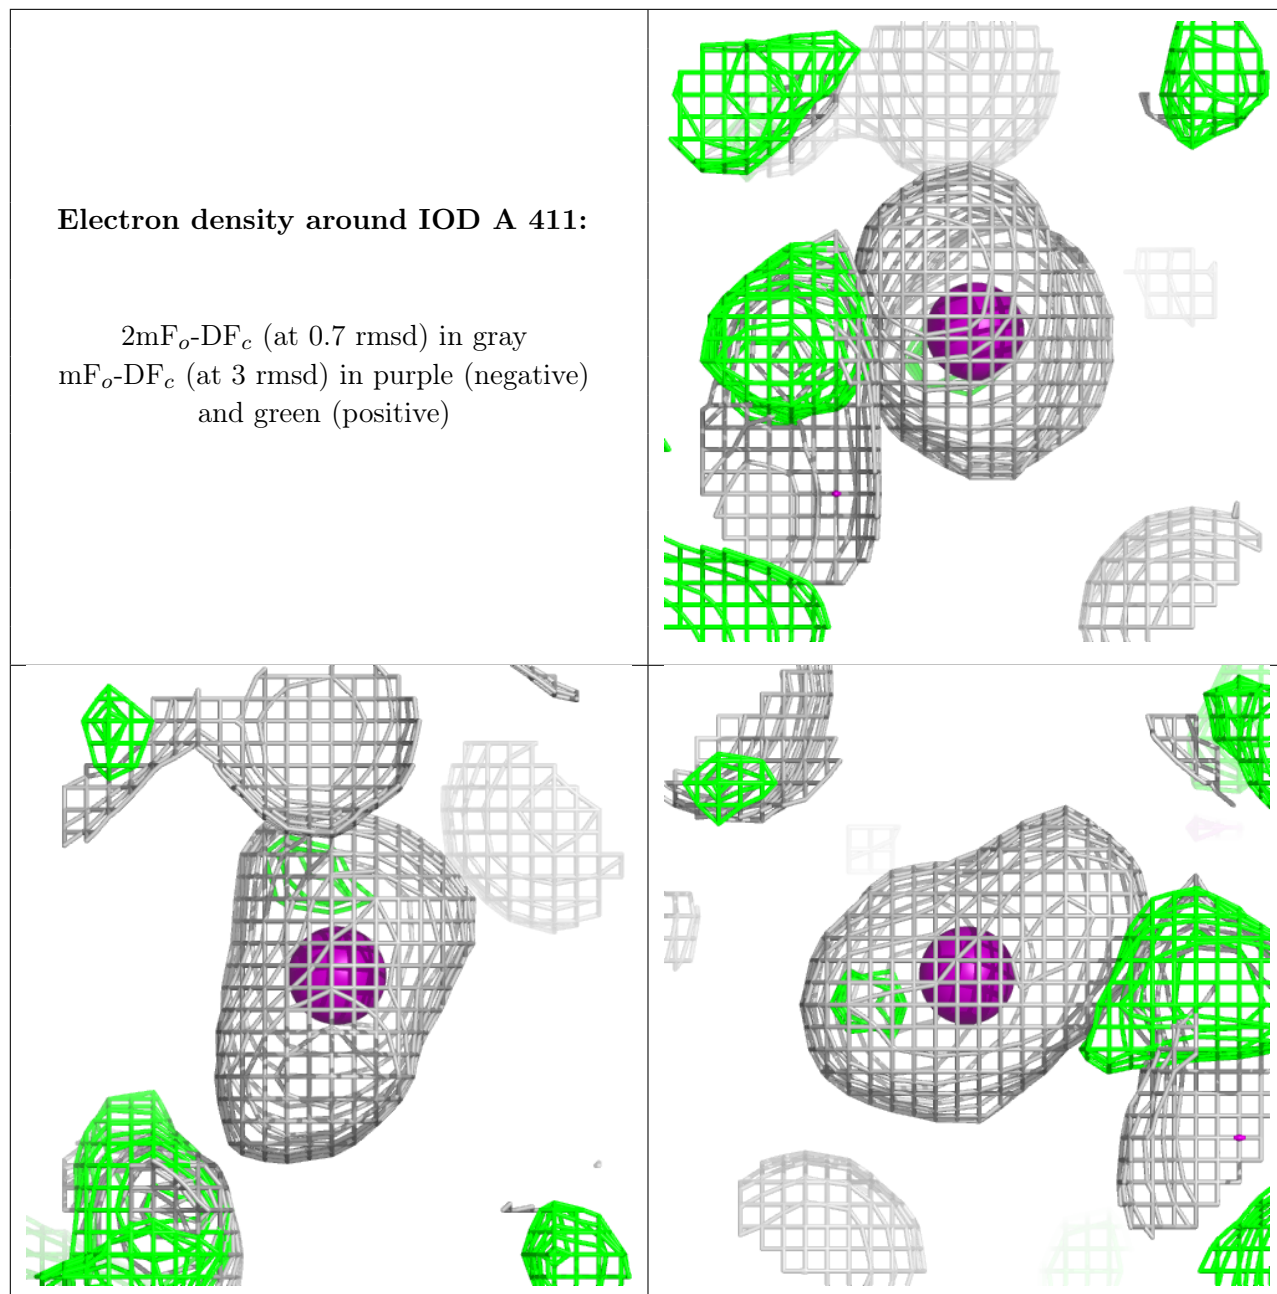 Electron density around IOD A 411:
2mFo-DFc (at 0.7 rmsd) in gray
mFo-DFc (at 3 rmsd) in purple (negative)
and green (positive)